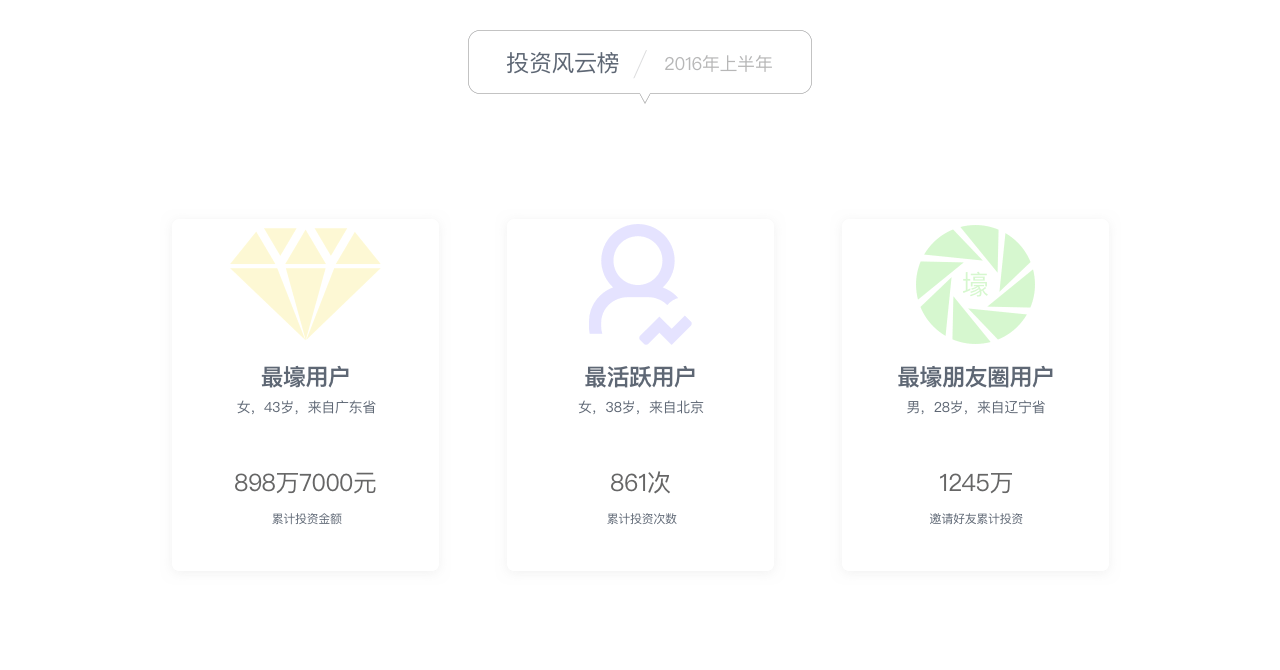 投资风云榜 / 2016年上半年
壕
最壕用户
女，43岁，来自广东省
898万7000元
累计投资金额
最活跃用户
女，38岁，来自北京
861次
累计投资次数
最壕朋友圈用户
男，28岁，来自辽宁省
1245万
邀请好友累计投资